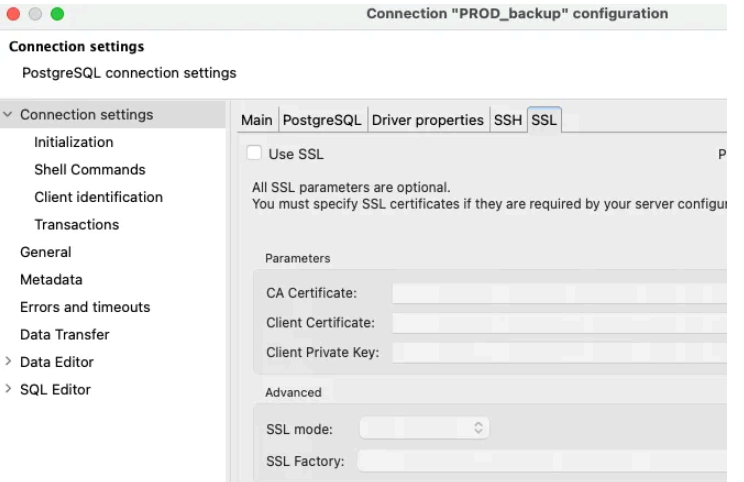 Connection "PROD_backup" configuration
Connection settings
PostgreSQL connection settings
Connection settings
Initialization
Shell Commands
Client identification
Transactions
General
Metadata
Errors and timeouts
Data Transfer
Data Editor
SQL Editor
Main PostgreSQL Driver properties SSH SSL
Use SSL P
All SSL parameters are optional.
You must specify SSL certificates if they are required by your server configu
Parameters
CA Certificate:
Client Certificate:
Client Private Key:
Advanced
SSL mode:
SSL Factory: